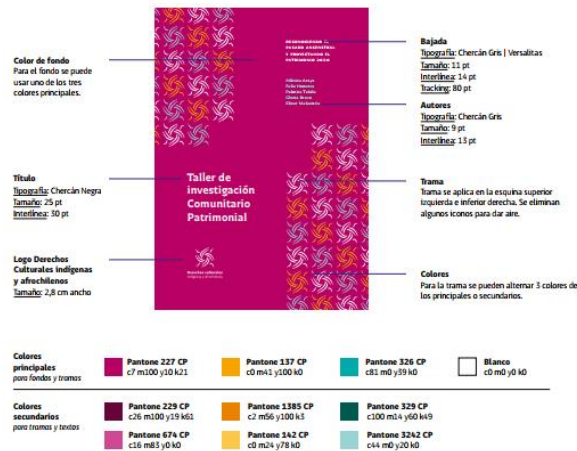 Color de fondo
Para el fondo se puede
usar uno de los tres
colores principales.
Título
Tipografía: Chercán Negra
Tamaño: 25 pt
Interlínea: 30 pt
Logo Derechos
Culturales indígenas
y afrochilenos
Tamaño: 2,8 cm ancho
PATRIMONIO 2020
Taller de
investigación
Comunitario
Patrimonial
Derechos culturales
indígenas y afrochilenos
Bajada
Tipografía: Chercán Gris | Versalitas
Tamaño: 11 pt
Interlínea: 14 pt
Tracking: 80 pt
Autores
Tipografía: Chercán Gris
Tamaño: 9 pt
Interlínea: 13 pt
Trama
Trama se aplica en la esquina superior
izquierda e inferior derecha. Se eliminan
algunos iconos para dar aire.
Colores
Para la trama se pueden alternar 3 colores de
los principales o secundarios.
Colores
principales
para fondos y tramas
Pantone 227 CP
c7 m100 y10 k21
Pantone 137 CP
c0 m41 y100 k0
Pantone 326 CP
c81 m0 y39 k0
Blanco
c0 m0 y0 k0
Colores
secundarios
para tramas y textos
Pantone 229 CP
c26 m100 y19 k61
Pantone 1385 CP
c2 m56 y100 k3
Pantone 329 CP
c100 m14 y60 k49
Pantone 674 CP
c16 m83 y0 k0
Pantone 142 CP
c0 m24 y78 k0
Pantone 3242 CP
c44 m0 y20 k0